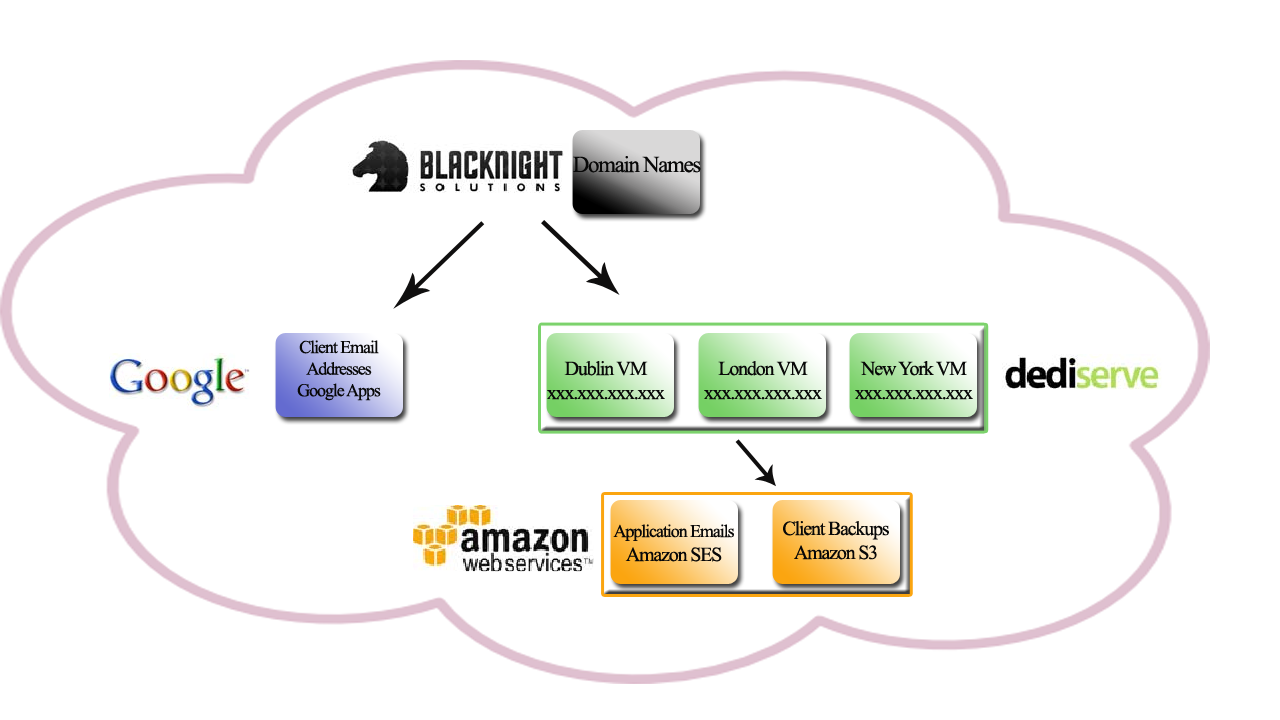 BLACKNIGHT
SOLUTIONS
Domain Names
Google™
Client Email
Addresses
Google Apps
Dublin VM
xxx.xxx.xxx.xxx
London VM
xxx.xxx.xxx.xxx
New York VM
xxx.xxx.xxx.xxx
dediserve
amazon
webservices™
Application Emails
Amazon SES
Client Backups
Amazon S3